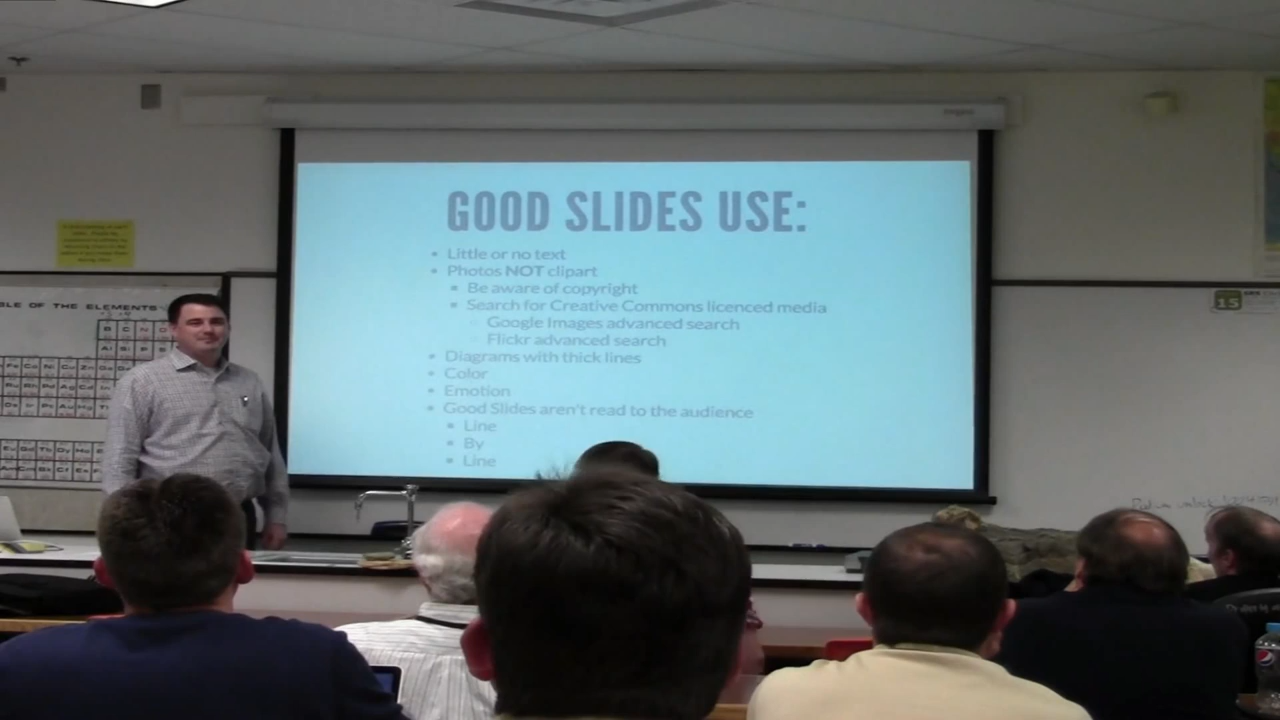 GOOD SLIDES USE:
Little or no text
Photos NOT clipart
Be aware of copyright
Search for Creative Commons licenced media
Google Images advanced search
Flickr advanced search
Diagrams with thick lines
Color
Emotion
Good Slides aren't read to the audience
Line
By
Line
BLE OF THE ELEMENTS
15